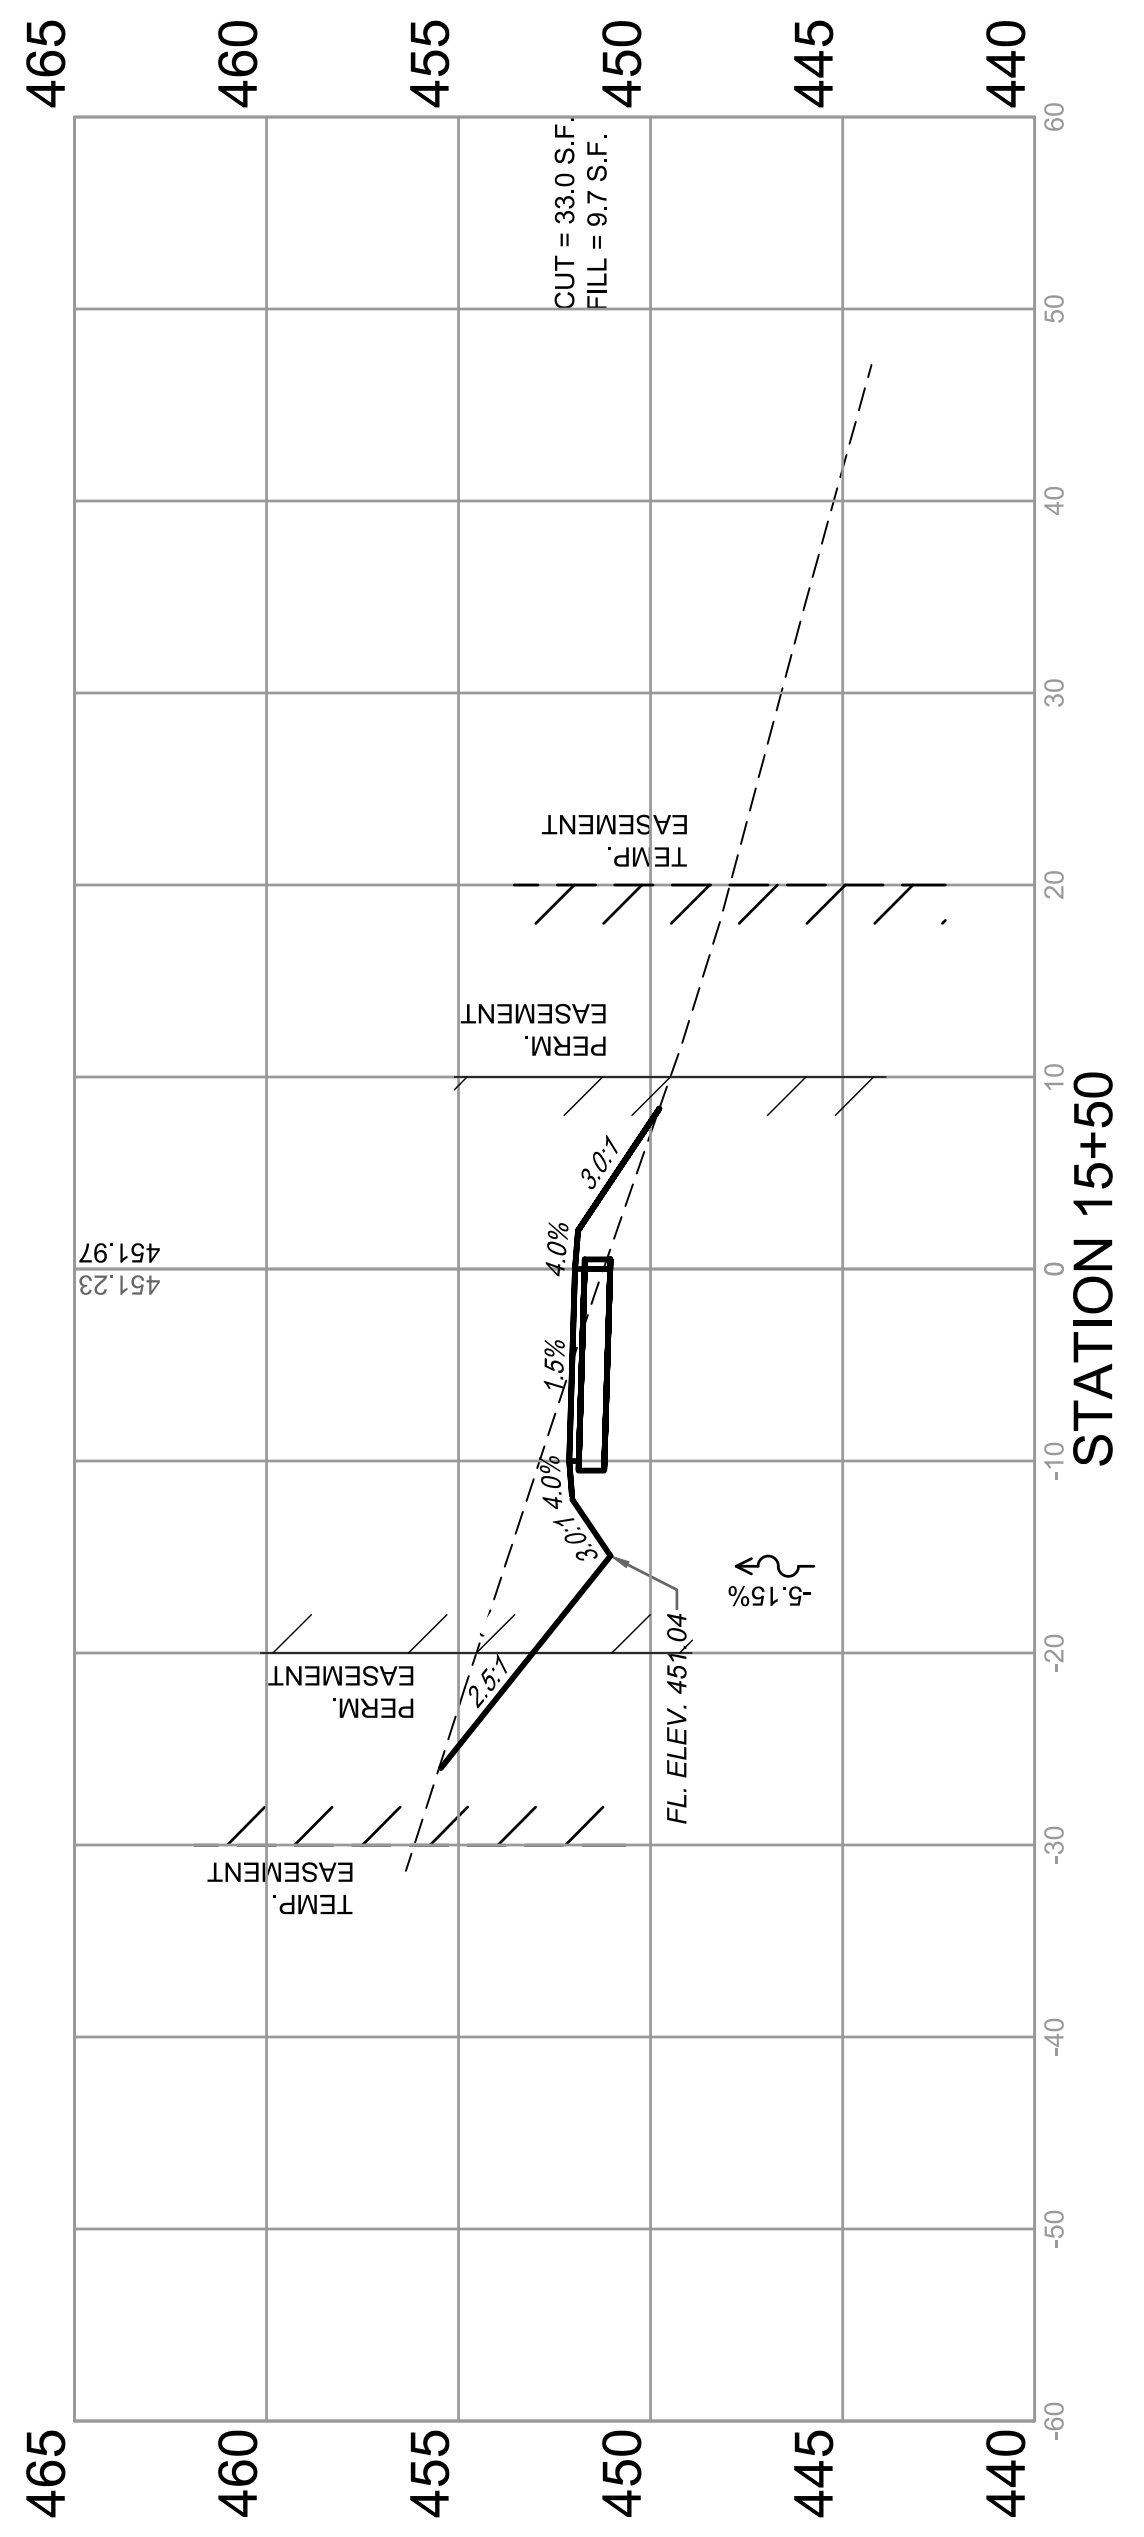 465
460
455
450
445
440
465
460
455
450
445
440
451.23
451.97
CUT = 33.0 S.F.
FILL = 9.7 S.F.
TEMP.
EASEMENT
PERM.
EASEMENT
PERM.
EASEMENT
TEMP.
EASEMENT
2.5:1
3.0:1
4.0%
1.5%
4.0%
3.0:1
FL. ELEV. 451.04
-5.15%
-60
-50
-40
-30
-20
-10
0
10
20
30
40
50
60
STATION 15+50